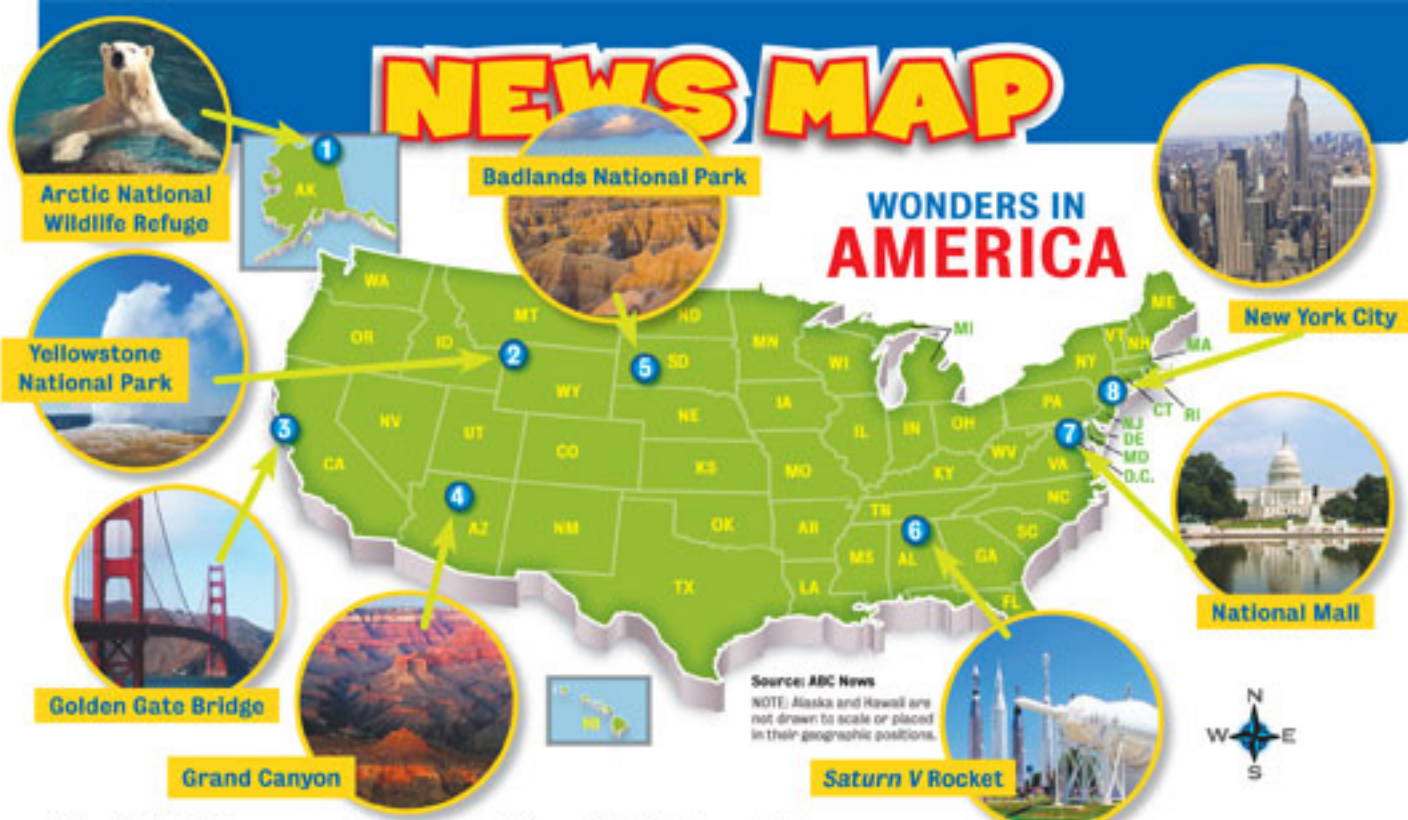 NEWS MAP
WONDERS IN
AMERICA
Arctic National
Wildlife Refuge
Badlands National Park
Yellowstone
National Park
New York City
Golden Gate Bridge
Grand Canyon
Saturn V Rocket
National Mall
1
2
3
4
5
6
7
8
AK
WA
OR
ID
MT
ND
MN
WI
MI
ME
VT
NH
MA
NY
CT
RI
PA
NJ
DE
MD
D.C.
SD
WY
NV
UT
CA
CO
NE
IA
IL
IN
OH
WV
VA
KS
MO
KY
NC
TN
SC
AZ
NM
OK
AR
MS
AL
GA
TX
LA
FL
HI
Source: ABC News
NOTE: Alaska and Hawaii are
not drawn to scale or placed
in their geographic positions.
N
W
E
S